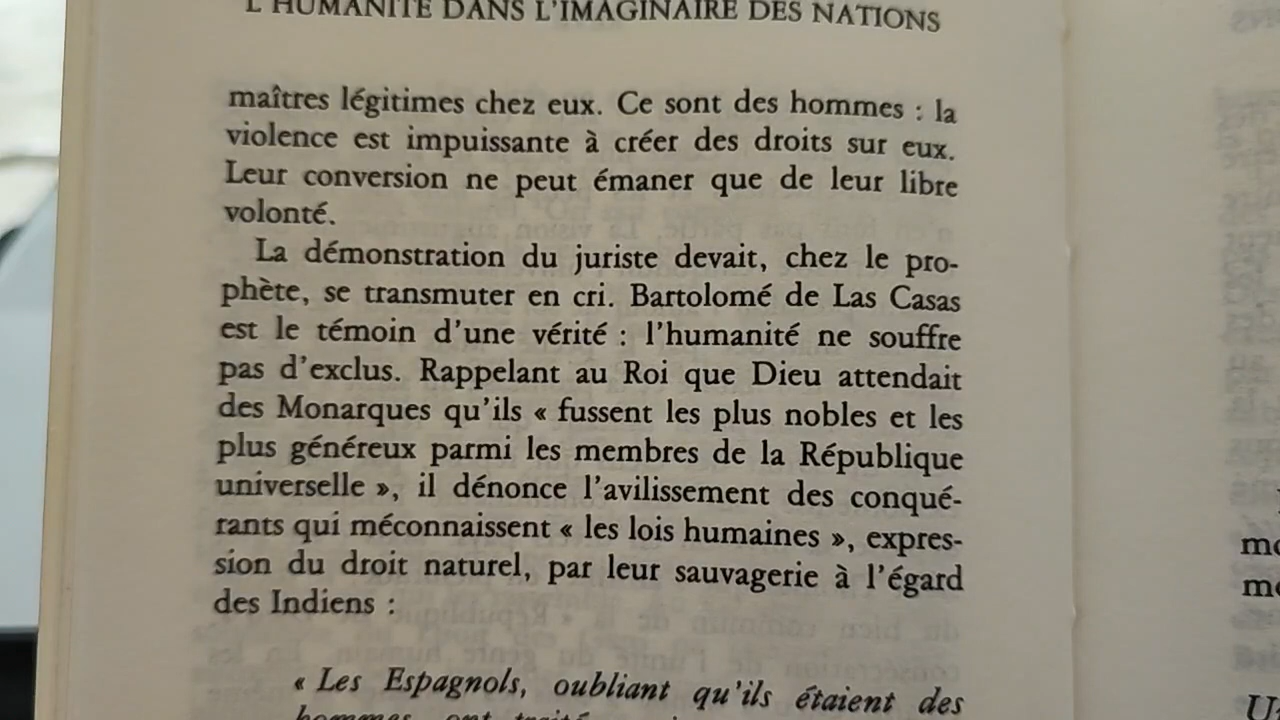 L'HUMANITÉ DANS L'IMAGINAIRE DES NATIONS
maîtres légitimes chez eux. Ce sont des hommes : la
violence est impuissante à créer des droits sur eux.
Leur conversion ne peut émaner que de leur libre
volonté.
La démonstration du juriste devait, chez le pro-
phète, se transmuter en cri. Bartolomé de Las Casas
est le témoin d'une vérité : l'humanité ne souffre
pas d'exclus. Rappelant au Roi que Dieu attendait
des Monarques qu'ils « fussent les plus nobles et les
plus généreux parmi les membres de la République
universelle », il dénonce l'avilissement des conqué-
rants qui méconnaissent « les lois humaines », expres-
sion du droit naturel, par leur sauvagerie à l'égard
des Indiens :
« Les Espagnols, oubliant qu'ils étaient des
hommes, ont traité